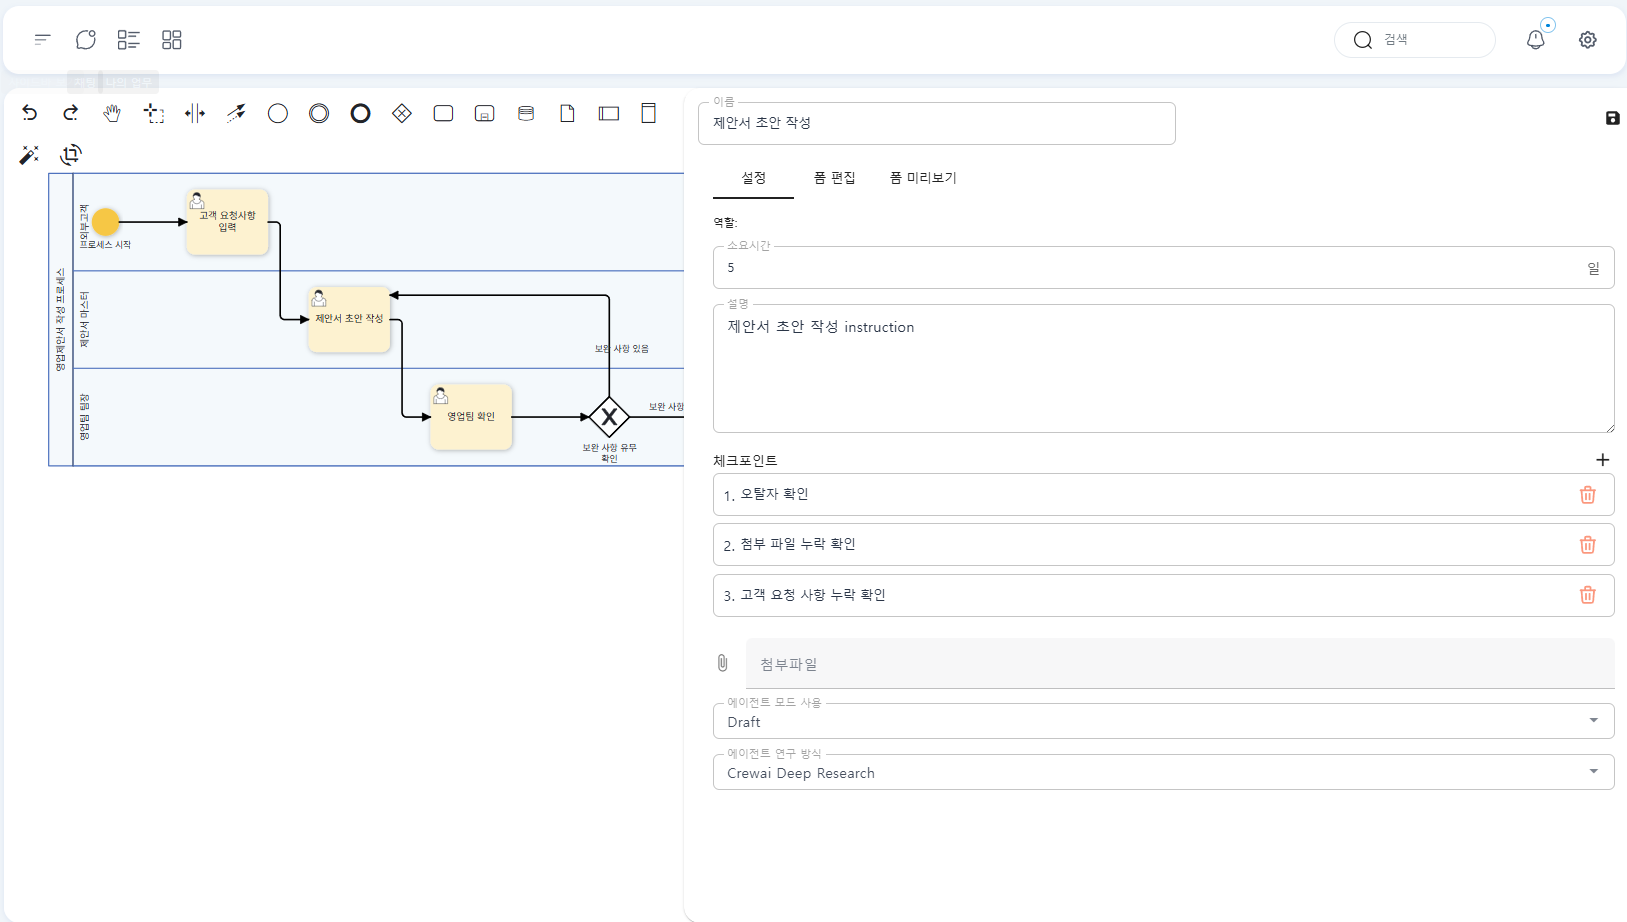 검색
이름
제안서 초안 작성
설정
폼 편집
폼 미리보기
역할:
소요시간
5
일
설명
제안서 초안 작성 instruction
체크포인트
1. 오탈자 확인
2. 첨부 파일 누락 확인
3. 고객 요청 사항 누락 확인
첨부파일
에이전트 모드 사용
Draft
에이전트 연구 방식
Crewai Deep Research
영업제안서 작성 프로세스
외부고객
프로세스 시작
고객 요청사항
입력
제안서 마스터
제안서 초안 작성
보완 사항 있음
영업팀 팀장
영업팀 확인
X
보완 사항 유무
확인
보완 사항